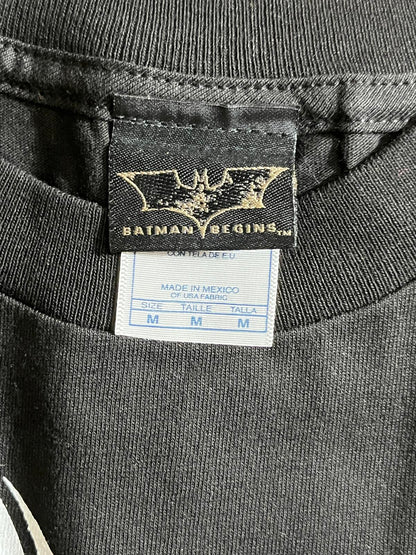 BATMAN BEGINS™
CON TELA DE E.U.
MADE IN MEXICO
OF USA FABRIC
SIZE TAILLE TALLA
M M M